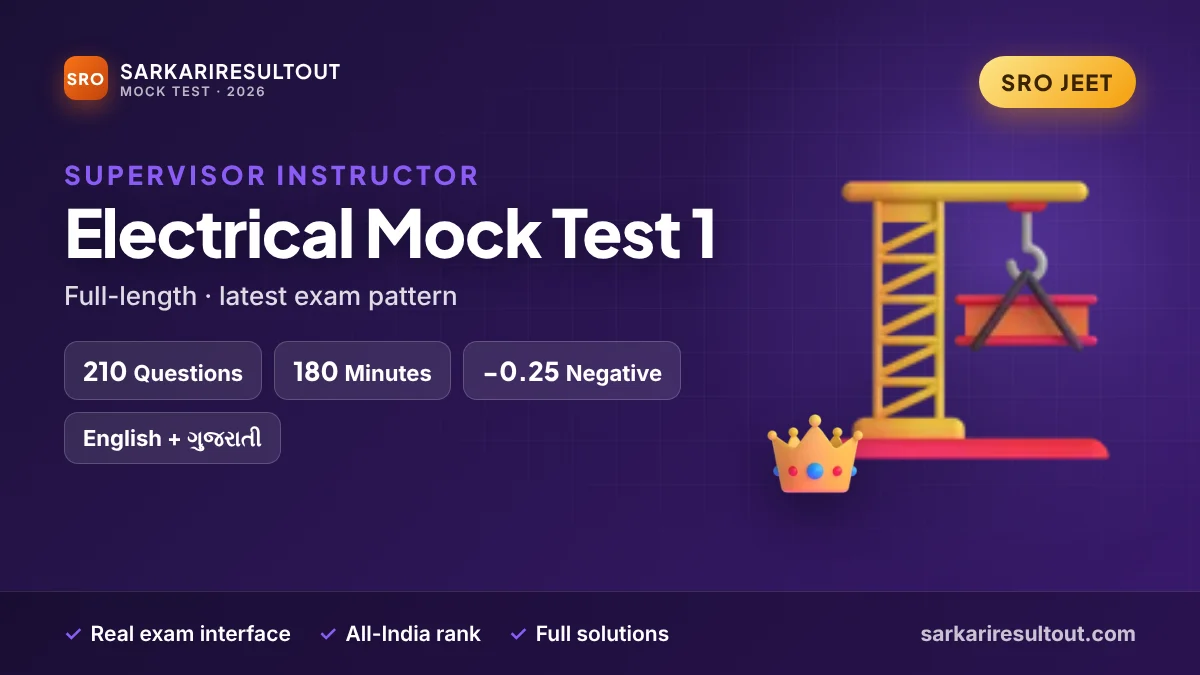 SRO
SARKARIRESULTOUT
MOCK TEST · 2026
SRO JEET
SUPERVISOR INSTRUCTOR
Electrical Mock Test 1
Full-length · latest exam pattern
210 Questions
180 Minutes
−0.25 Negative
English + ગુજરાતી
✓ Real exam interface
✓ All-India rank
✓ Full solutions
sarkariresultout.com